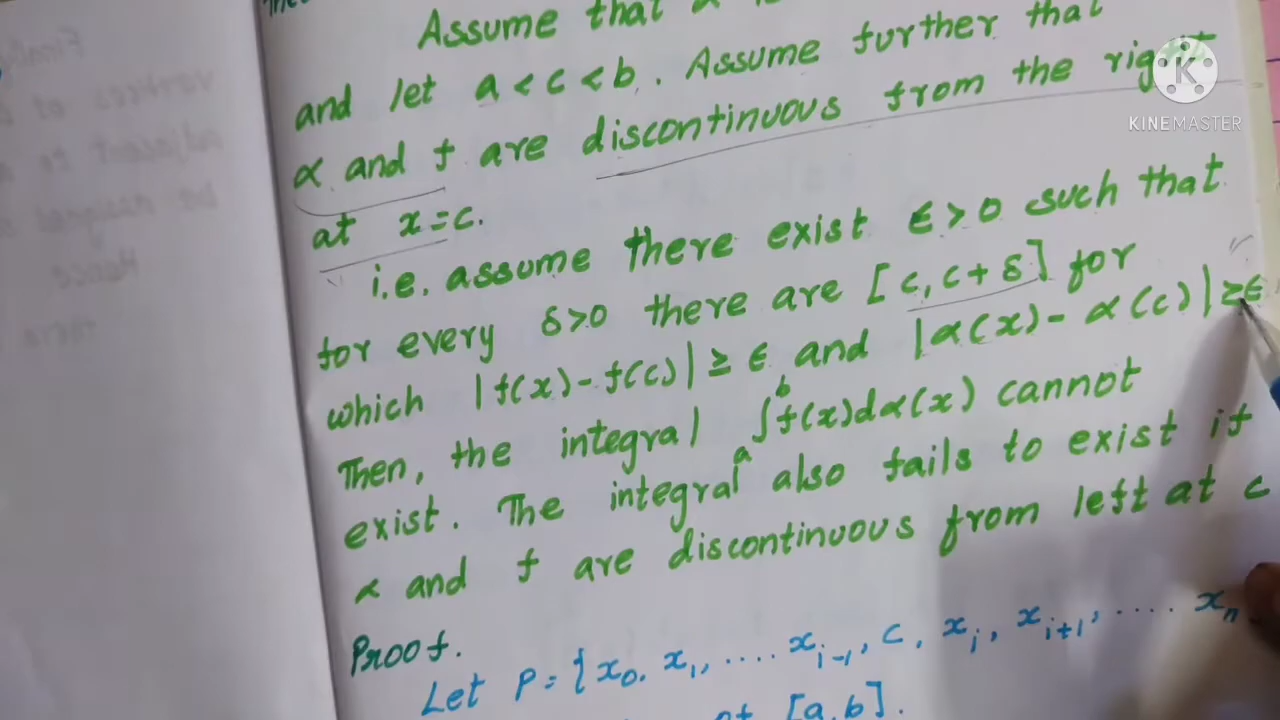 Assume that α is
and let a < c < b. Assume further that
α and f are discontinuous from the right
at x = c.
i.e. assume there exist ϵ > 0 such that
for every δ > 0 there are [c, c + δ] for
which |f(x) - f(c)| ≥ ϵ and |α(x) - α(c)| ≥ ϵ
Then, the integral ∫ₐᵇ f(x)dα(x) cannot
exist. The integral also fails to exist if
α and f are discontinuous from left at c
Proof.
Let P = {x₀. x₁, .... xᵢ₋₁, c, xᵢ, xᵢ₊₁, .... xₙ
of [a, b].
KINEMASTER